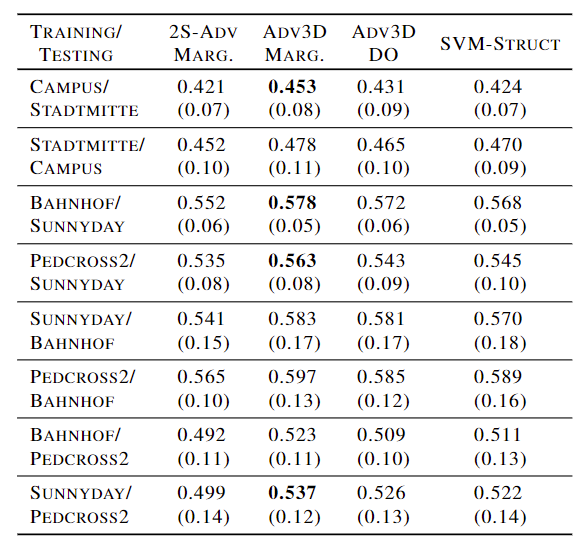 TRAINING/ TESTING 2S-ADV MARG. ADV3D MARG. ADV3D DO SVM-STRUCT
CAMPUS/ 0.421 0.453 0.431 0.424
STADTMITTE (0.07) (0.08) (0.09) (0.07)
STADTMITTE/ 0.452 0.478 0.465 0.470
CAMPUS (0.10) (0.11) (0.10) (0.09)
BAHNHOF/ 0.552 0.578 0.572 0.568
SUNNYDAY (0.06) (0.05) (0.06) (0.05)
PEDCROSS2/ 0.535 0.563 0.543 0.545
SUNNYDAY (0.08) (0.08) (0.09) (0.10)
SUNNYDAY/ 0.541 0.583 0.581 0.570
BAHNHOF (0.15) (0.17) (0.17) (0.18)
PEDCROSS2/ 0.565 0.597 0.585 0.589
BAHNHOF (0.10) (0.13) (0.12) (0.16)
BAHNHOF/ 0.492 0.523 0.509 0.511
PEDCROSS2 (0.11) (0.11) (0.10) (0.13)
SUNNYDAY/ 0.499 0.537 0.526 0.522
PEDCROSS2 (0.14) (0.12) (0.13) (0.14)